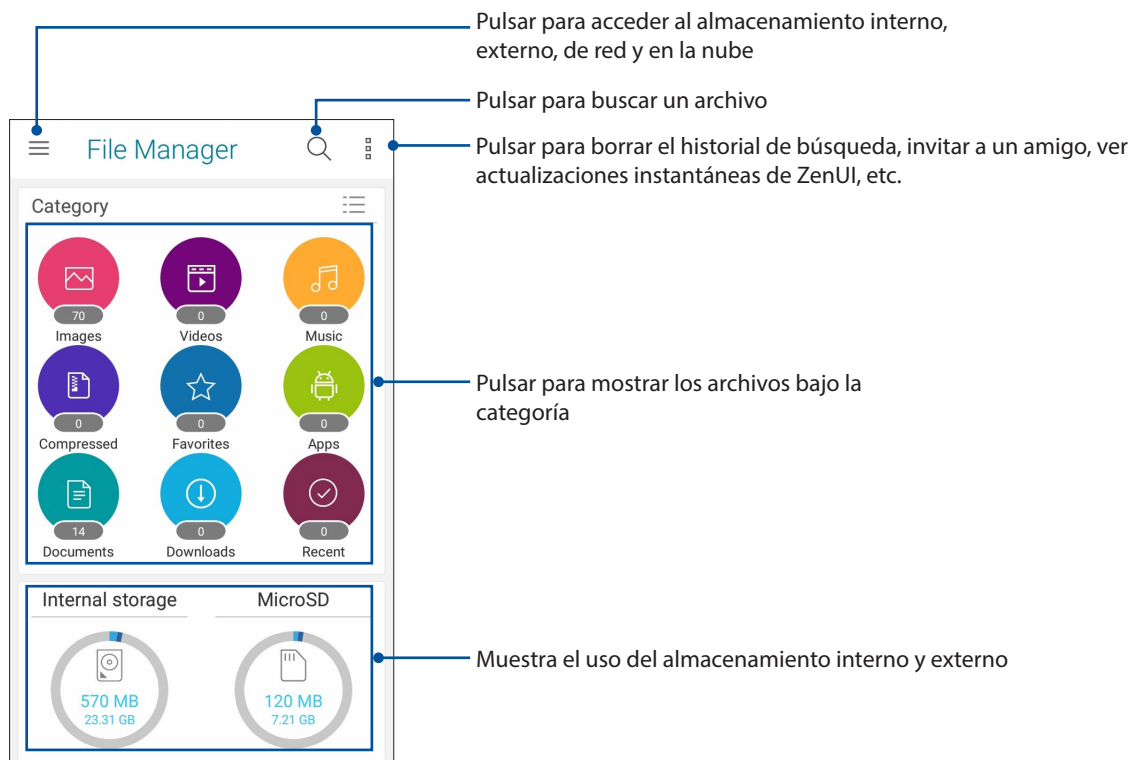 Pulsar para acceder al almacenamiento interno,
externo, de red y en la nube
Pulsar para buscar un archivo
Pulsar para borrar el historial de búsqueda, invitar a un amigo, ver
actualizaciones instantáneas de ZenUI, etc.
File Manager
Category
70
0
0
Images
Videos
Music
0
0
0
Compressed
Favorites
Apps
Pulsar para mostrar los archivos bajo la
categoría
14
0
0
Documents
Downloads
Recent
Internal storage
MicroSD
570 MB
23.31 GB
120 MB
7.21 GB
Muestra el uso del almacenamiento interno y externo